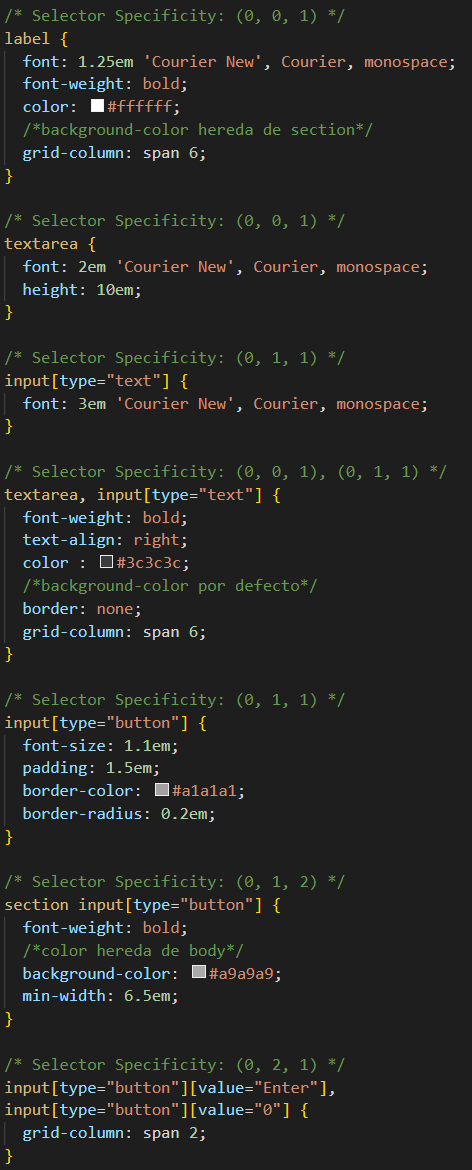 /* Selector Specificity: (0, 0, 1) */
label {
  font: 1.25em 'Courier New', Courier, monospace;
  font-weight: bold;
  color: #ffffff;
  /*background-color hereda de section*/
  grid-column: span 6;
}

/* Selector Specificity: (0, 0, 1) */
textarea {
  font: 2em 'Courier New', Courier, monospace;
  height: 10em;
}

/* Selector Specificity: (0, 1, 1) */
input[type="text"] {
  font: 3em 'Courier New', Courier, monospace;
}

/* Selector Specificity: (0, 0, 1), (0, 1, 1) */
textarea, input[type="text"] {
  font-weight: bold;
  text-align: right;
  color : #3c3c3c;
  /*background-color por defecto*/
  border: none;
  grid-column: span 6;
}

/* Selector Specificity: (0, 1, 1) */
input[type="button"] {
  font-size: 1.1em;
  padding: 1.5em;
  border-color: #a1a1a1;
  border-radius: 0.2em;
}

/* Selector Specificity: (0, 1, 2) */
section input[type="button"] {
  font-weight: bold;
  /*color hereda de body*/
  background-color: #a9a9a9;
  min-width: 6.5em;
}

/* Selector Specificity: (0, 2, 1) */
input[type="button"][value="Enter"],
input[type="button"][value="0"] {
  grid-column: span 2;
}